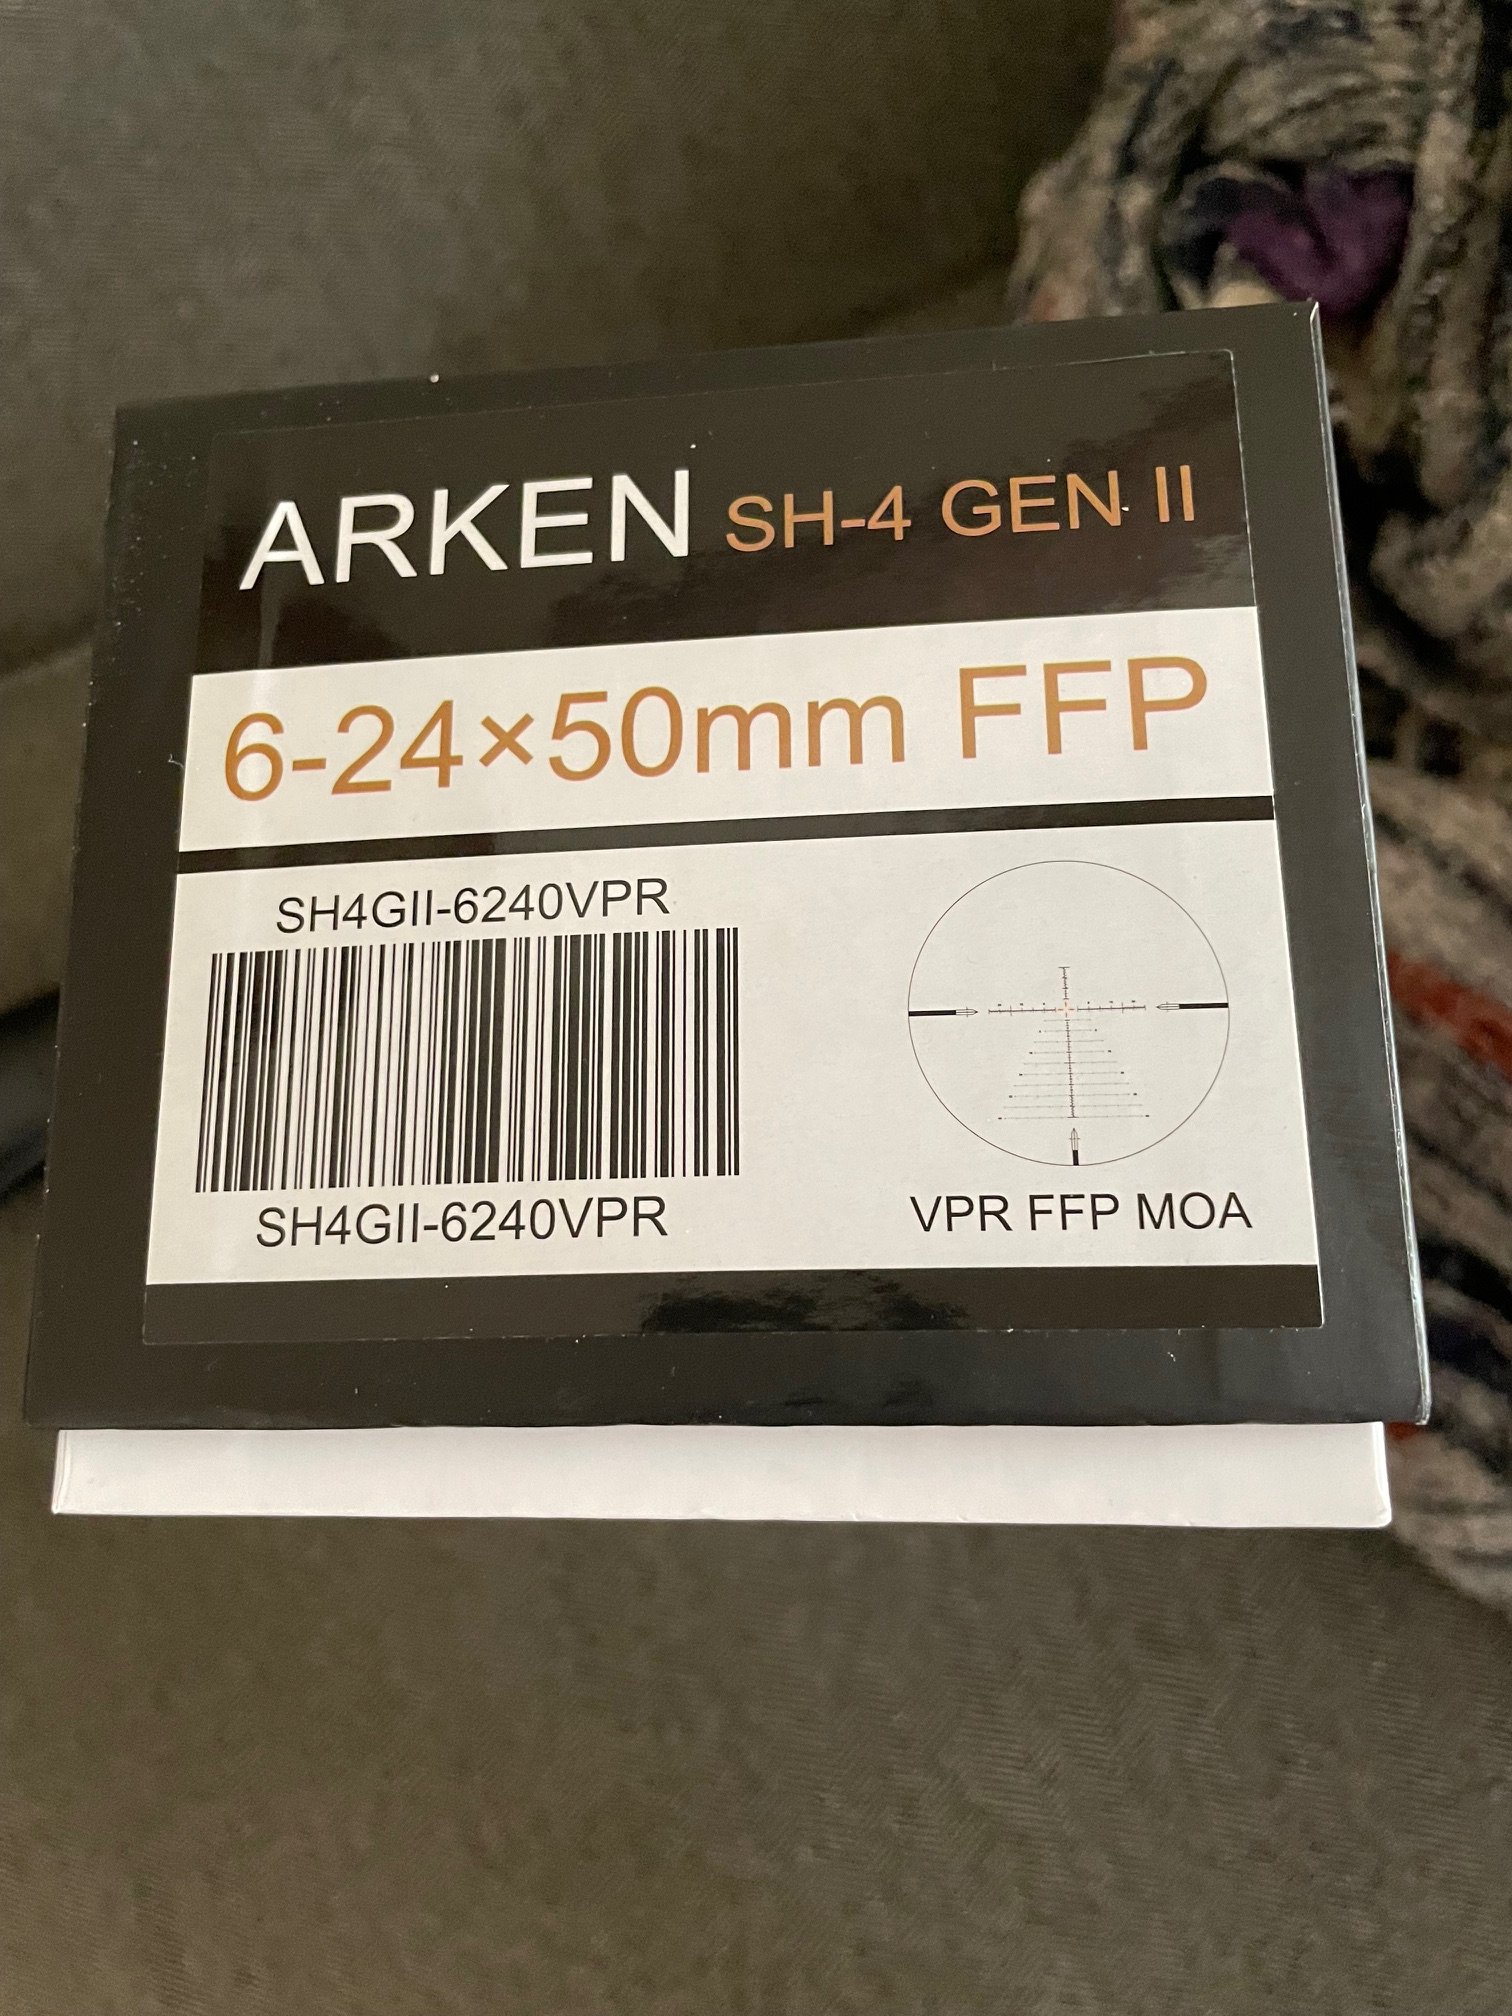 ARKEN SH-4 GEN II
6-24×50mm FFP
SH4GII-6240VPR
SH4GII-6240VPR
VPR FFP MOA